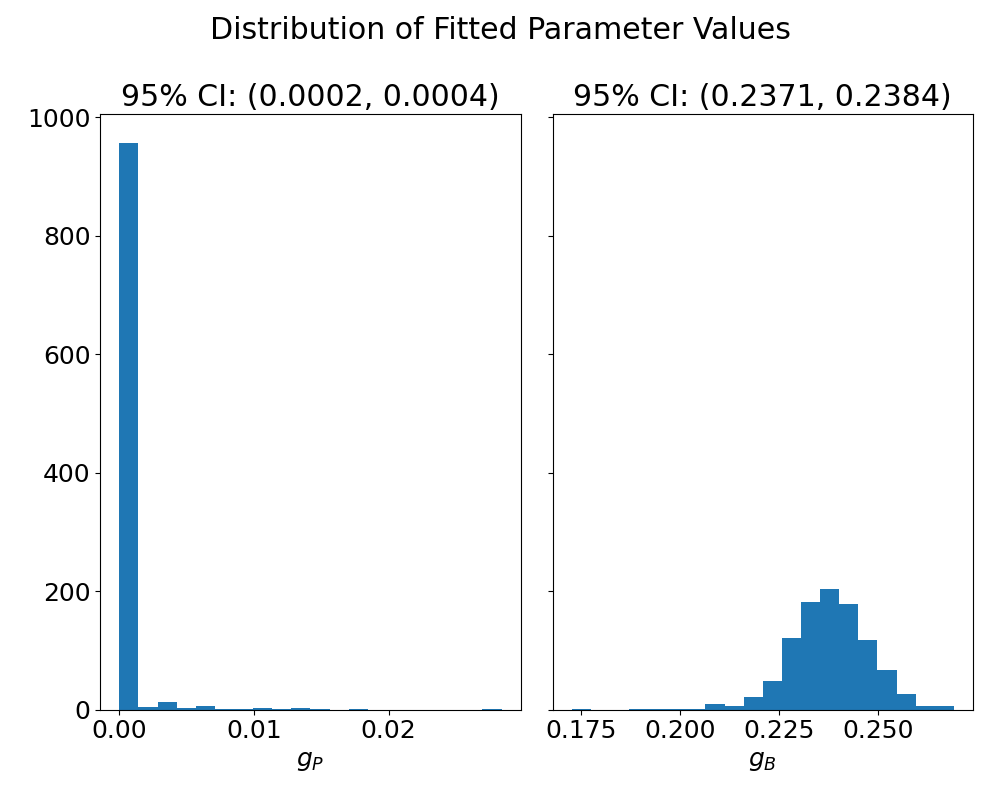 Distribution of Fitted Parameter Values
95% CI: (0.0002, 0.0004)
95% CI: (0.2371, 0.2384)
1000
800
600
400
200
0
0.00 0.01 0.02
0.175 0.200 0.225 0.250
g_P
g_B